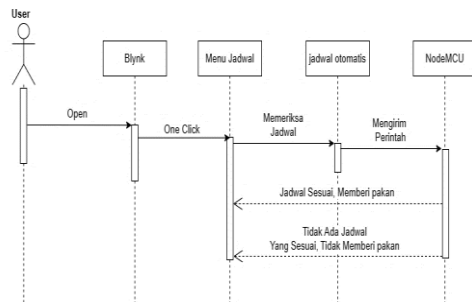 User
Blynk
Menu Jadwal
jadwal otomatis
NodeMCU
Open
One Click
Memeriksa
Jadwal
Mengirim
Perintah
Jadwal Sesuai, Memberi pakan
Tidak Ada Jadwal
Yang Sesuai, Tidak Memberi pakan